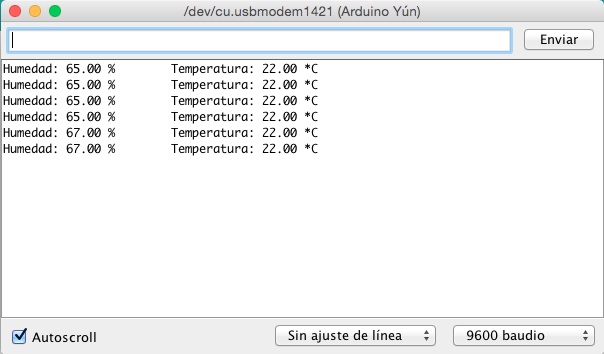 /dev/cu.usbmodem1421 (Arduino Yún)
Enviar
Humedad: 65.00 % Temperatura: 22.00 *C
Humedad: 65.00 % Temperatura: 22.00 *C
Humedad: 65.00 % Temperatura: 22.00 *C
Humedad: 65.00 % Temperatura: 22.00 *C
Humedad: 67.00 % Temperatura: 22.00 *C
Humedad: 67.00 % Temperatura: 22.00 *C
Autoscroll Sin ajuste de línea 9600 baudio